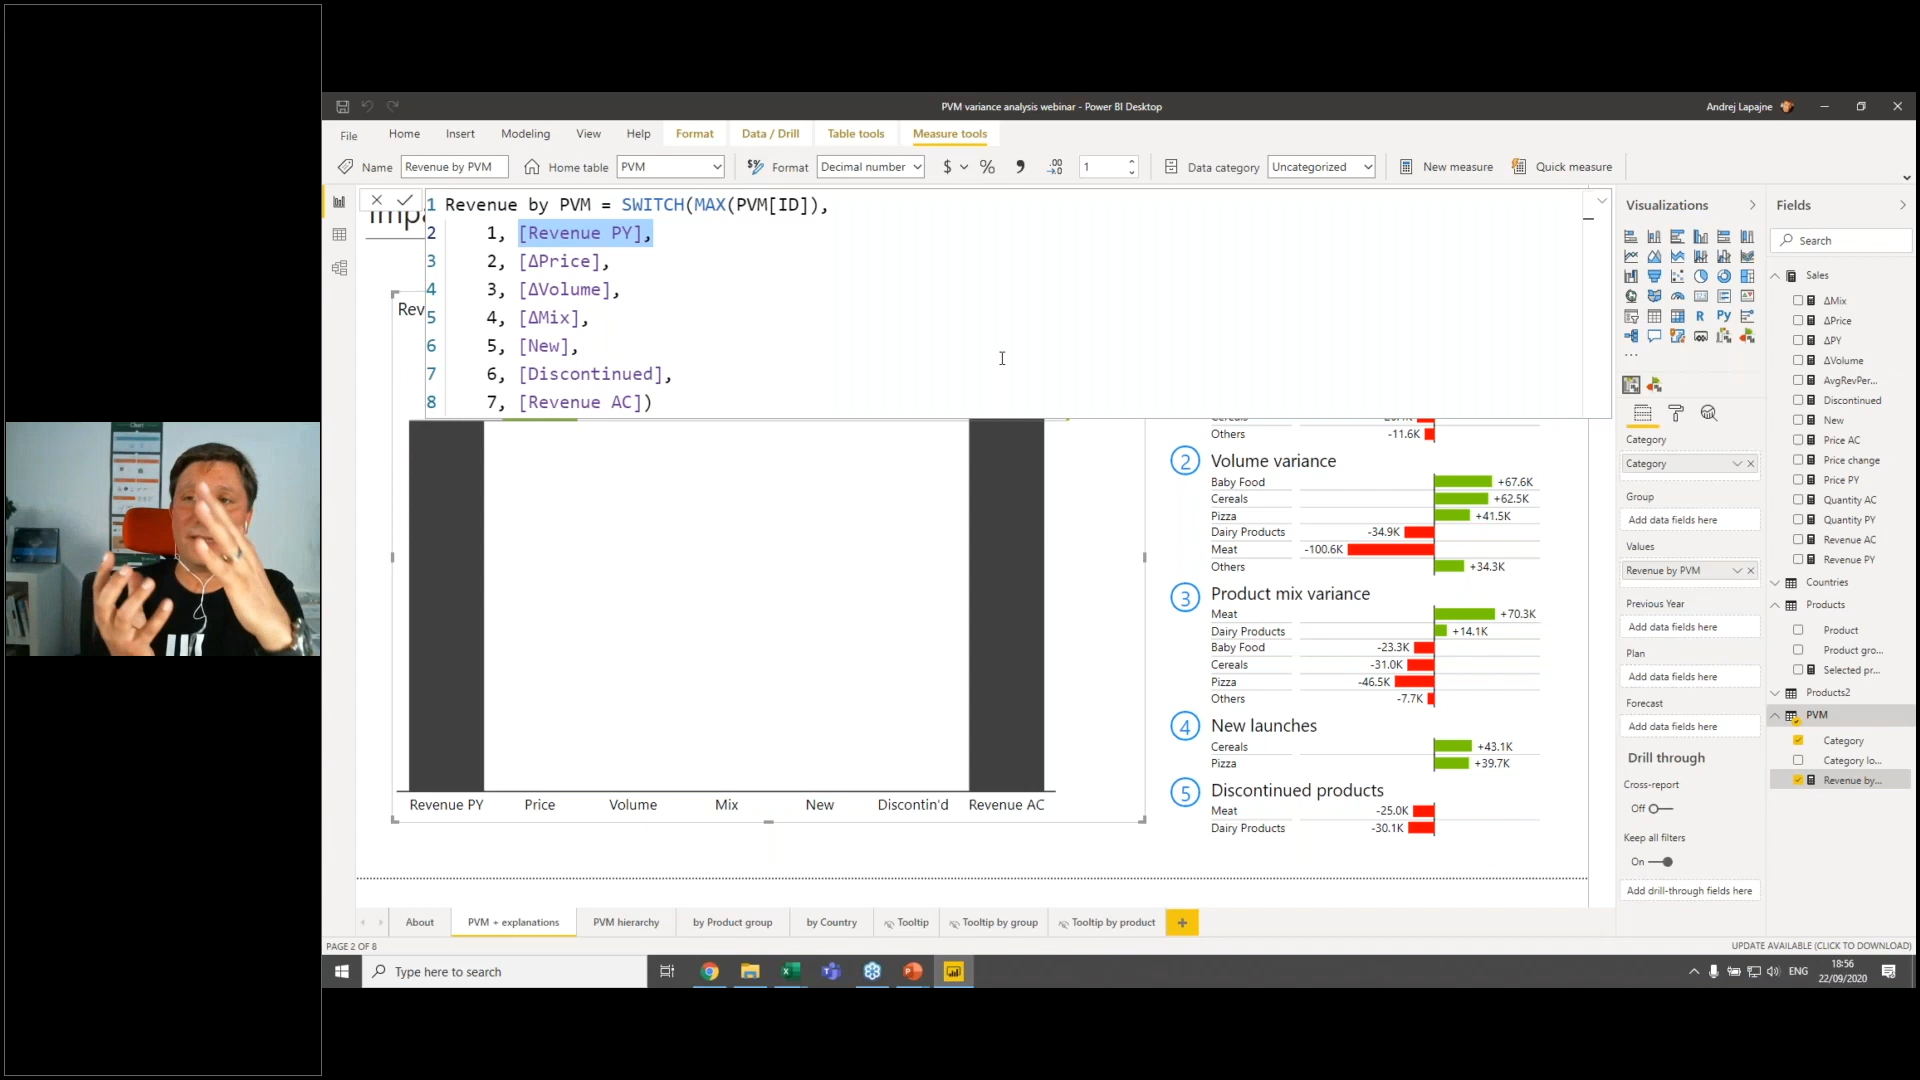 PVM variance analysis webinar - Power BI Desktop
Andrej Lapajne
File
Home
Insert
Modeling
View
Help
Format
Data / Drill
Table tools
Measure tools
Name
Revenue by PVM
Home table
PVM
Format
Decimal number
$
%
1
Data category
Uncategorized
New measure
Quick measure
1 Revenue by PVM = SWITCH(MAX(PVM[ID]),
2 1, [Revenue PY],
3 2, [ΔPrice],
4 3, [ΔVolume],
5 4, [ΔMix],
6 5, [New],
7 6, [Discontinued],
8 7, [Revenue AC])
Revenue PY
Price
Volume
Mix
New
Discontin'd
Revenue AC
Others -11.6K
2 Volume variance
Baby Food +67.6K
Cereals +62.5K
Pizza +41.5K
Dairy Products -34.9K
Meat -100.6K
Others +34.3K
3 Product mix variance
Meat +70.3K
Dairy Products +14.1K
Baby Food -23.3K
Cereals -31.0K
Pizza -46.5K
Others -7.7K
4 New launches
Cereals +43.1K
Pizza +39.7K
5 Discontinued products
Meat -25.0K
Dairy Products -30.1K
Visualizations
R
Py
...
Category
Category
Group
Add data fields here
Values
Revenue by PVM
Previous Year
Add data fields here
Plan
Add data fields here
Forecast
Add data fields here
Drill through
Cross-report
Off
Keep all filters
On
Add drill-through fields here
Fields
Search
Sales
ΔMix
ΔPrice
ΔPY
ΔVolume
AvgRevPer...
Discontinued
New
Price AC
Price change
Price PY
Quantity AC
Quantity PY
Revenue AC
Revenue PY
Countries
Products
Product
Product gro...
Selected pr...
Products2
PVM
Category
Category lo...
Revenue by...
About
PVM + explanations
PVM hierarchy
by Product group
by Country
Tooltip
Tooltip by group
Tooltip by product
+
PAGE 2 OF 8
UPDATE AVAILABLE (CLICK TO DOWNLOAD)
Type here to search
ENG
18:56
22/09/2020